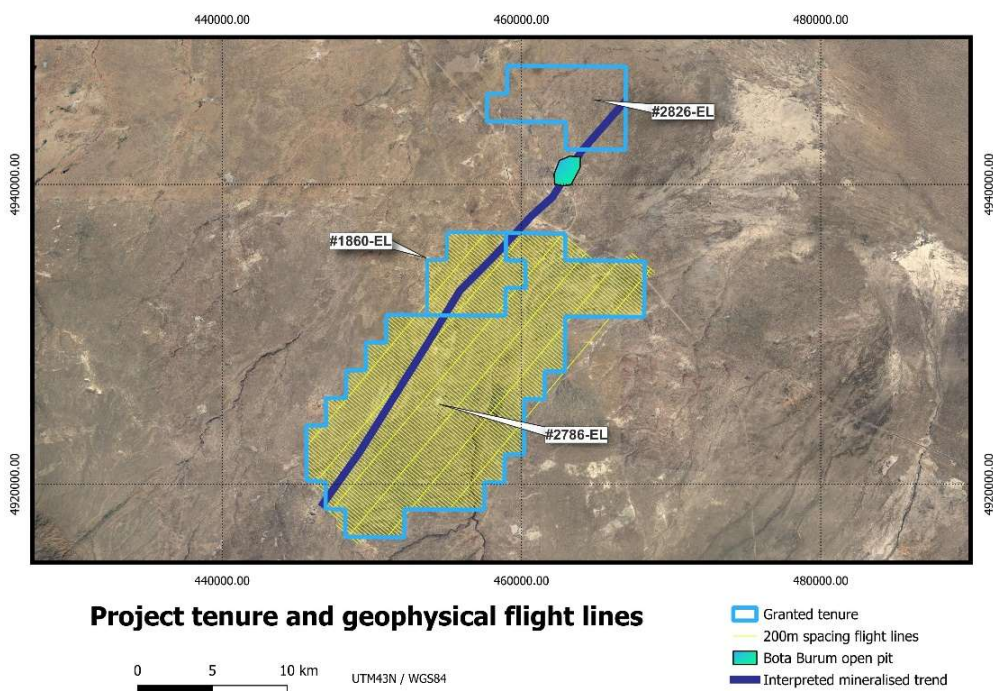 440000.00 460000.00 480000.00
#2826-EL
4940000.00 4940000.00
#1860-EL
#2786-EL
4920000.00 4920000.00
440000.00 460000.00 480000.00
Project tenure and geophysical flight lines
0 5 10 km
UTM43N / WGS84
Granted tenure
200m spacing flight lines
Bota Burum open pit
Interpreted mineralised trend